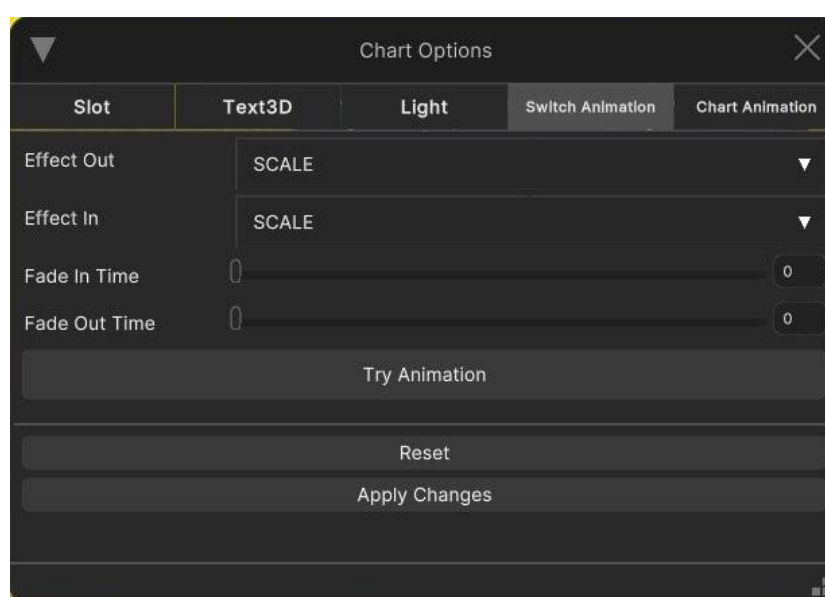 Chart Options
Slot Text3D Light Switch Animation Chart Animation
Effect Out SCALE
Effect In SCALE
Fade In Time 0
Fade Out Time 0
Try Animation
Reset
Apply Changes